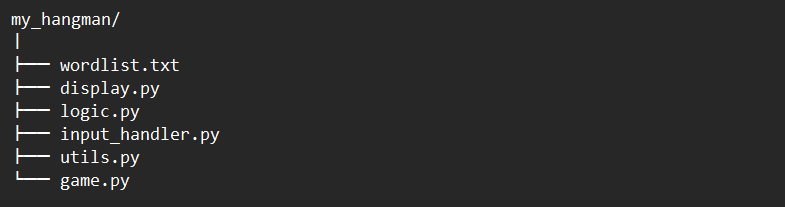 my_hangman/
|
├── wordlist.txt
├── display.py
├── logic.py
├── input_handler.py
├── utils.py
└── game.py